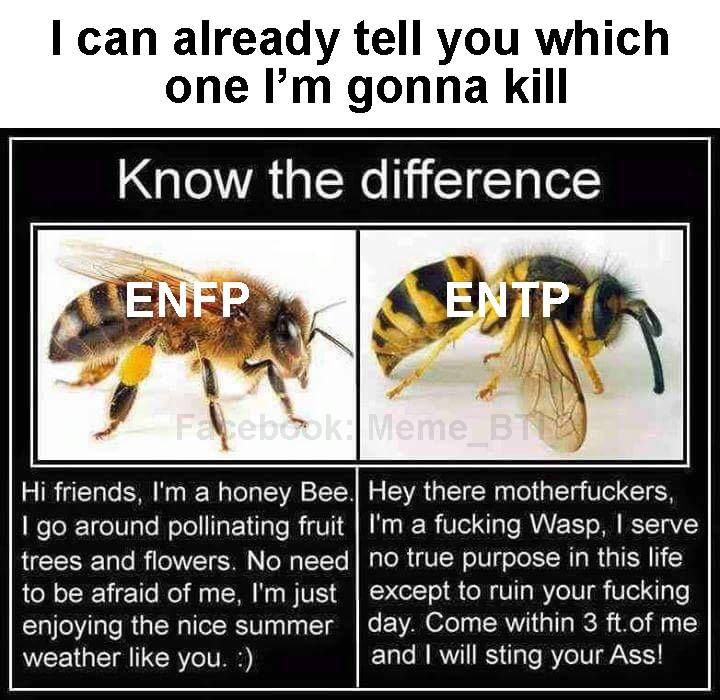 I can already tell you which
one I'm gonna kill
Know the difference
ENFP
ENTP
Facebook: Meme_BTI
Hi friends, I'm a honey Bee.
I go around pollinating fruit
trees and flowers. No need
to be afraid of me, I'm just
enjoying the nice summer
weather like you. :)
Hey there motherfuckers,
I'm a fucking Wasp, I serve
no true purpose in this life
except to ruin your fucking
day. Come within 3 ft.of me
and I will sting your Ass!